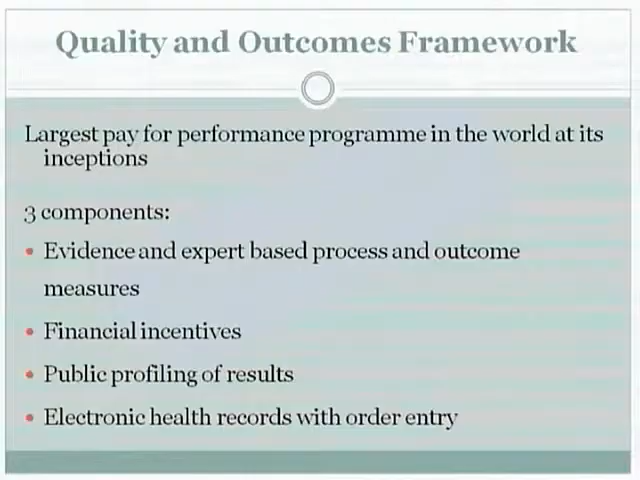 Quality and Outcomes Framework
Largest pay for performance programme in the world at its
inceptions
3 components:
• Evidence and expert based process and outcome
measures
• Financial incentives
• Public profiling of results
• Electronic health records with order entry